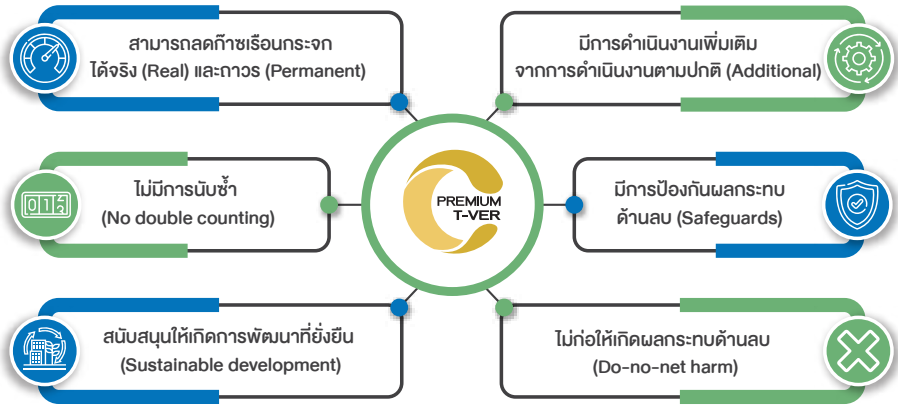 สามารถลดก๊าซเรือนกระจก
ได้จริง (Real) และถาวร (Permanent)
มีการดำเนินงานเพิ่มเติม
จากการดำเนินงานตามปกติ (Additional)
ไม่มีการนับซ้ำ
(No double counting)
PREMIUM
T-VER
มีการป้องกันผลกระทบ
ด้านลบ (Safeguards)
สนับสนุนให้เกิดการพัฒนาที่ยั่งยืน
(Sustainable development)
ไม่ก่อให้เกิดผลกระทบด้านลบ
(Do-no-net harm)